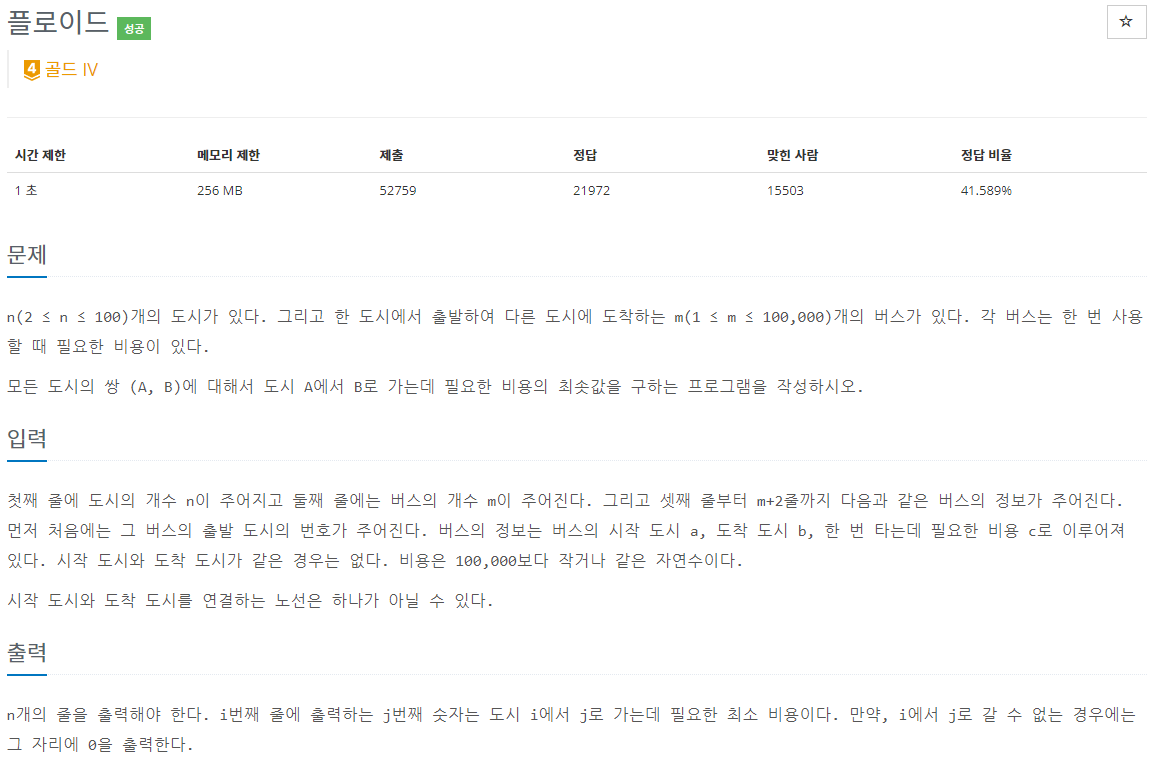 플로이드 성공
☆
4 골드 IV
시간 제한 메모리 제한 제출 정답 맞힌 사람 정답 비율
1 초 256 MB 52759 21972 15503 41.589%
문제
n(2 ≤ n ≤ 100)개의 도시가 있다. 그리고 한 도시에서 출발하여 다른 도시에 도착하는 m(1 ≤ m ≤ 100,000)개의 버스가 있다. 각 버스는 한 번 사용
할 때 필요한 비용이 있다.
모든 도시의 쌍 (A, B)에 대해서 도시 A에서 B로 가는데 필요한 비용의 최솟값을 구하는 프로그램을 작성하시오.
입력
첫째 줄에 도시의 개수 n이 주어지고 둘째 줄에는 버스의 개수 m이 주어진다. 그리고 셋째 줄부터 m+2줄까지 다음과 같은 버스의 정보가 주어진다.
먼저 처음에는 그 버스의 출발 도시의 번호가 주어진다. 버스의 정보는 버스의 시작 도시 a, 도착 도시 b, 한 번 타는데 필요한 비용 c로 이루어져
있다. 시작 도시와 도착 도시가 같은 경우는 없다. 비용은 100,000보다 작거나 같은 자연수이다.
시작 도시와 도착 도시를 연결하는 노선은 하나가 아닐 수 있다.
출력
n개의 줄을 출력해야 한다. i번째 줄에 출력하는 j번째 숫자는 도시 i에서 j로 가는데 필요한 최소 비용이다. 만약, i에서 j로 갈 수 없는 경우에는
그 자리에 0을 출력한다.